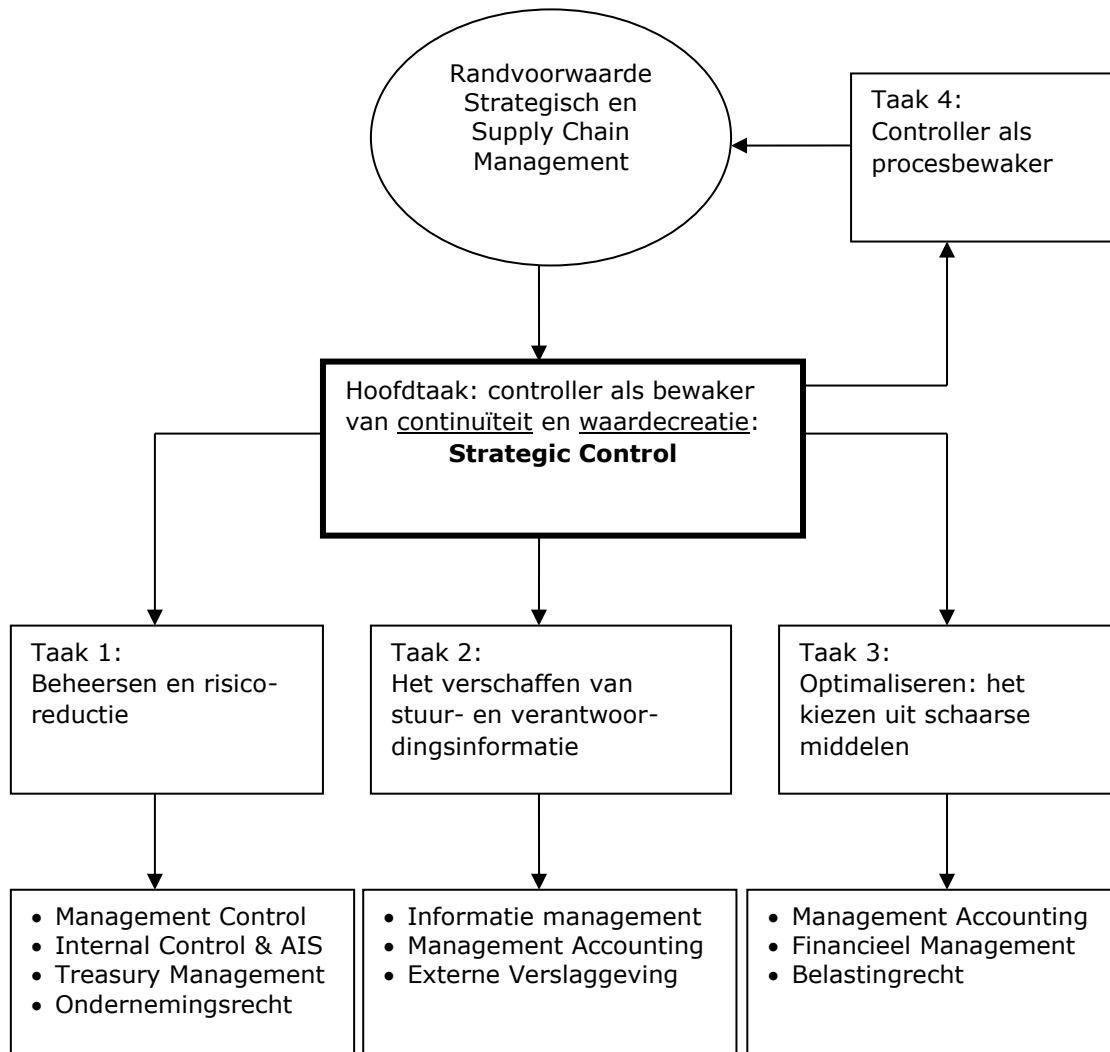 Randvoorwaarde
Strategisch en
Supply Chain
Management
Taak 4:
Controller als
procesbewaker
Hoofdtaak: controller als bewaker
van continuïteit en waardecreatie:
Strategic Control
Taak 1:
Beheersen en risico-
reductie
Taak 2:
Het verschaffen van
stuur- en verantwoor-
dingsinformatie
Taak 3:
Optimaliseren: het
kiezen uit schaarse
middelen
• Management Control
• Internal Control & AIS
• Treasury Management
• Ondernemingsrecht
• Informatie management
• Management Accounting
• Externe Verslaggeving
• Management Accounting
• Financieel Management
• Belastingrecht